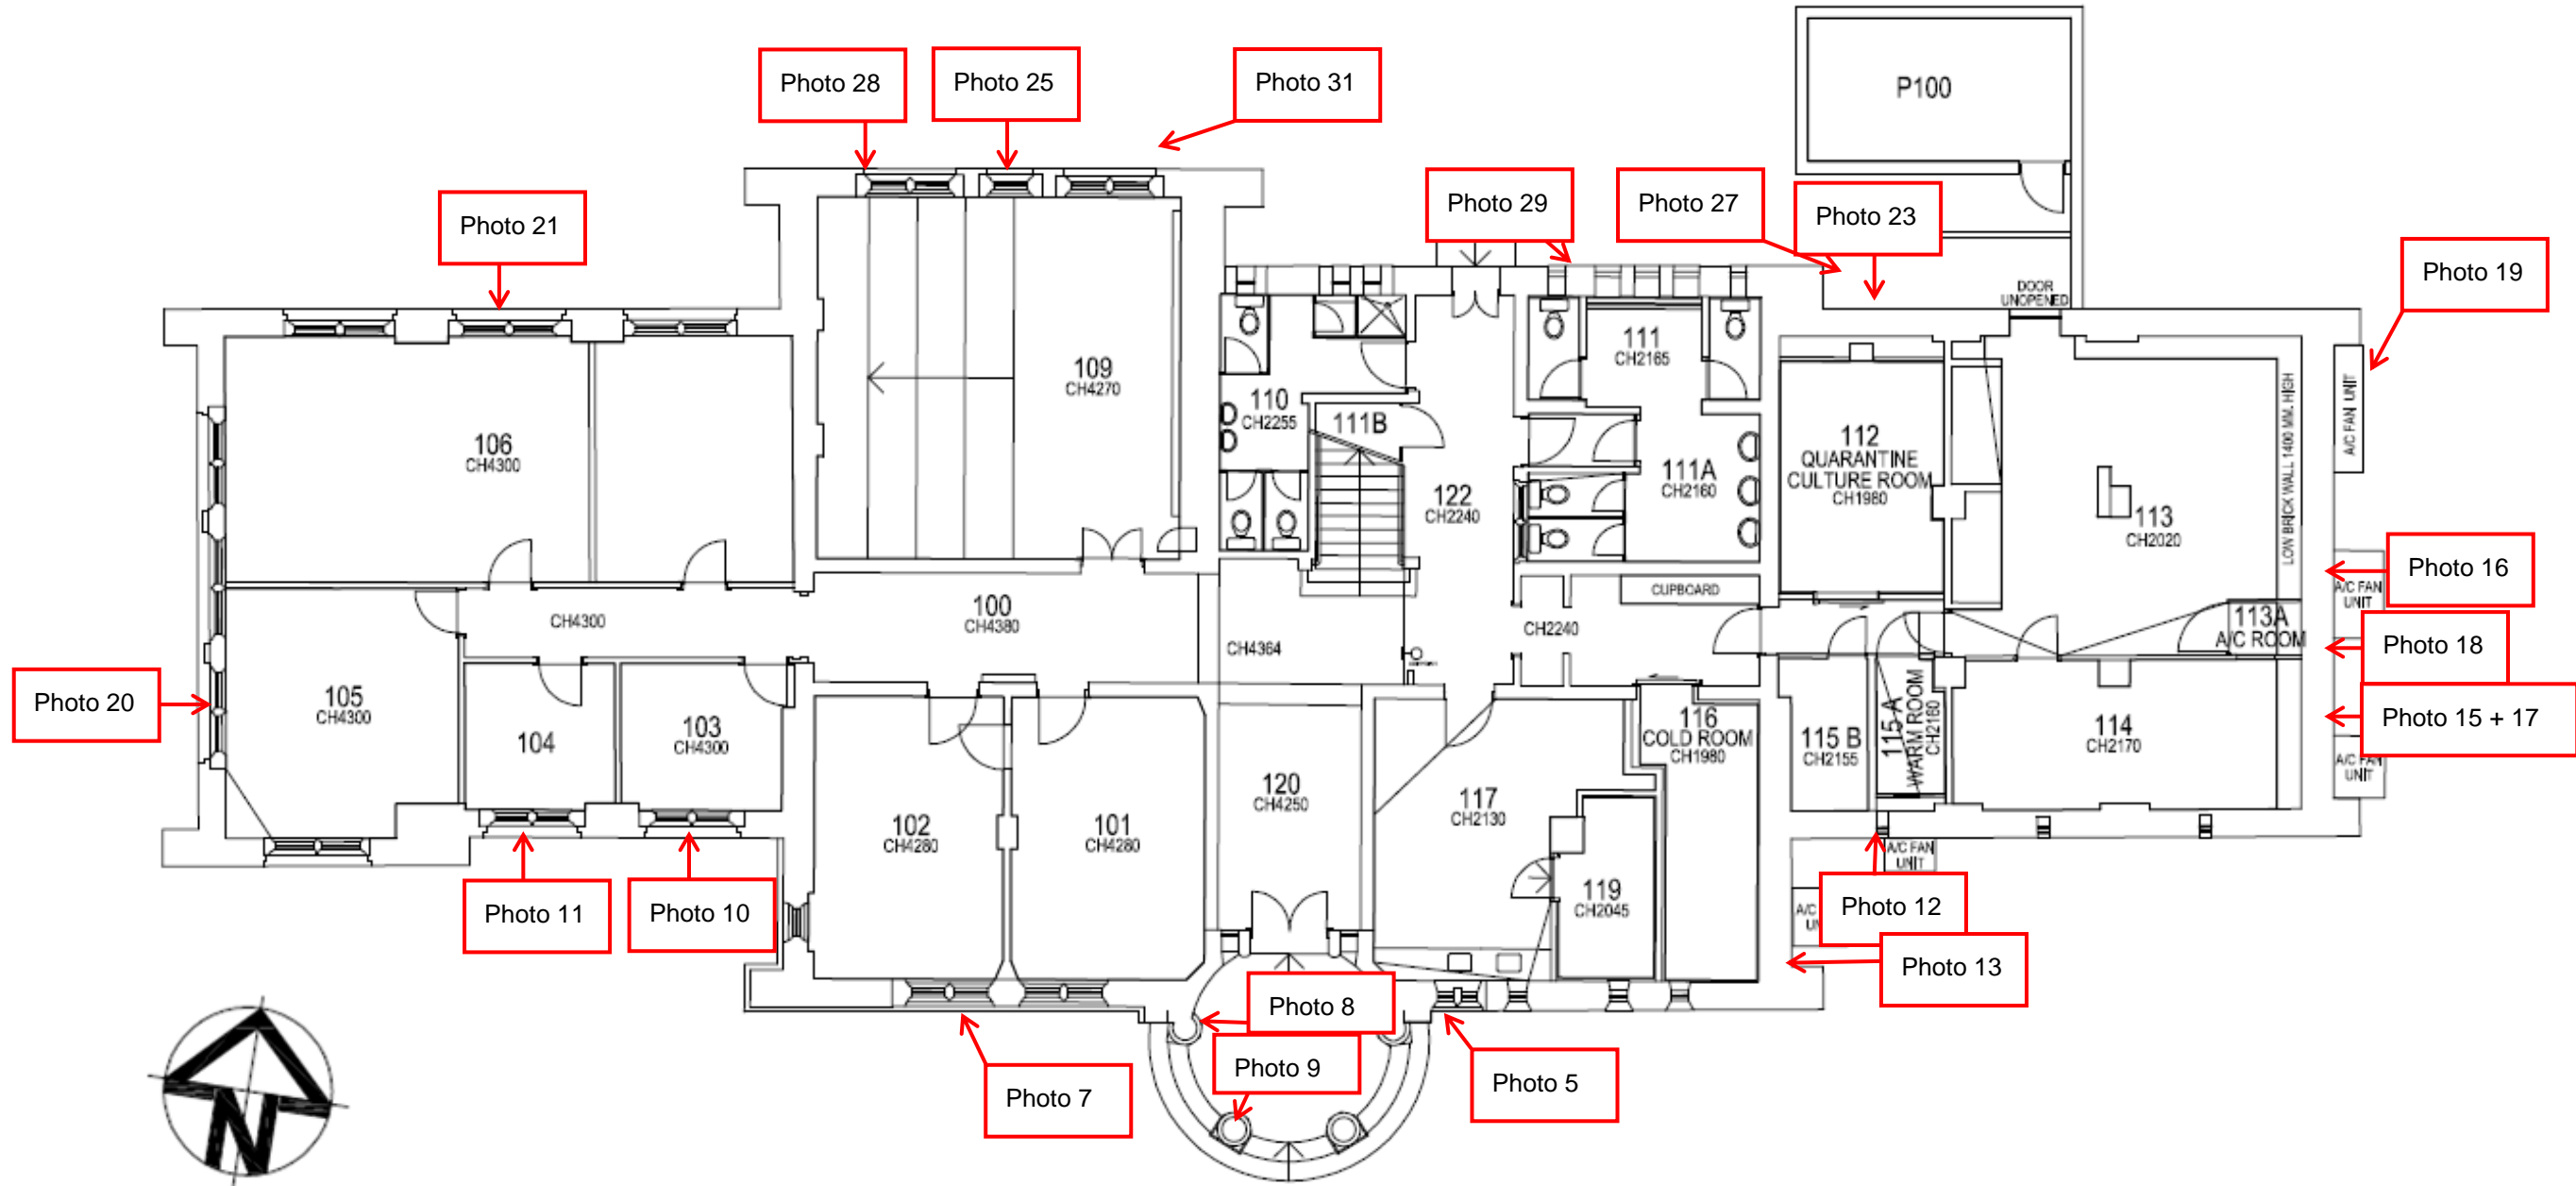 Photo 28
Photo 25
Photo 31
P100
Photo 21
Photo 29
Photo 27
Photo 23
Photo 19
DOOR
UNOPENED
111
CH2165
109
CH4270
110
CH2255
111B
106
CH4300
122
CH2240
111A
CH2160
112
QUARANTINE
CULTURE ROOM
CH1980
113
CH2020
LOW BRICK WALL 1400 MM. HIGH
A/C FAN UNIT
Photo 16
A/C FAN
UNIT
CUPBOARD
100
CH4380
CH4300
CH4364
CH2240
113A
A/C ROOM
Photo 18
Photo 20
105
CH4300
104
103
CH4300
116
COLD ROOM
CH1980
115 B
CH2155
115 A
WARM ROOM
CH2160
114
CH2170
Photo 15 + 17
A/C FAN
UNIT
102
CH4280
101
CH4280
120
CH4250
117
CH2130
119
CH2045
A/C FAN
UNIT
Photo 11
Photo 10
Photo 12
A/C
Photo 13
Photo 8
Photo 9
Photo 7
Photo 5
N